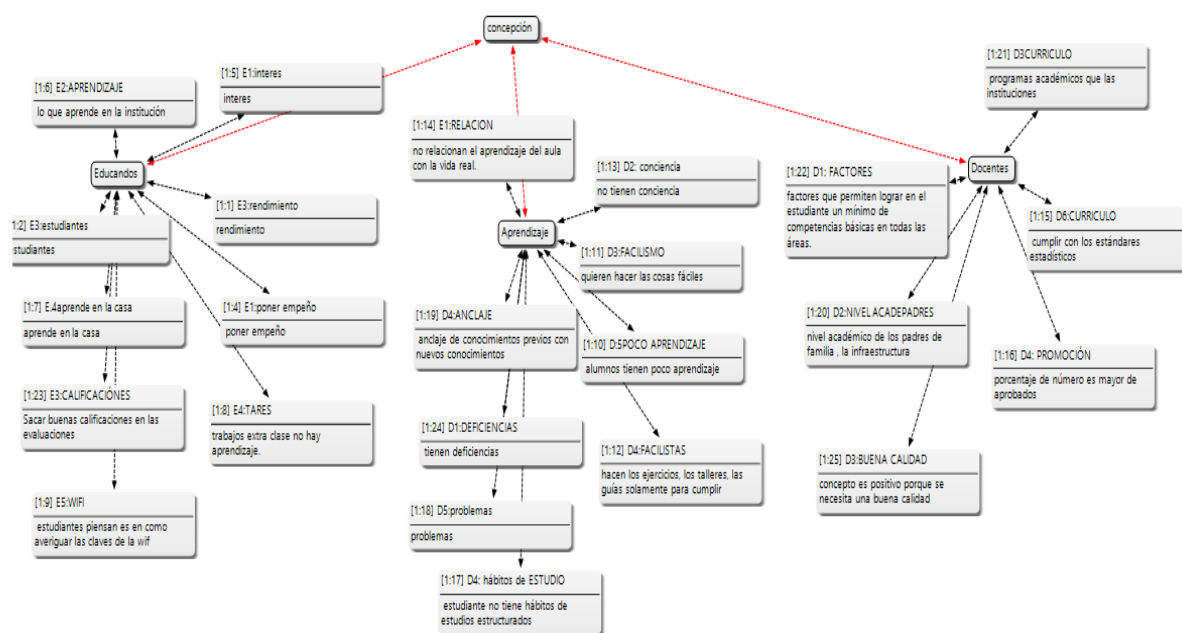 concepción
[1:5] E1:interes
interes
[1:21] D3CURRICULO
programas académicos que las
instituciones
[1:6] E2:APRENDIZAJE
lo que aprende en la institución
[1:14] E1:RELACION
no relacionan el aprendizaje del aula
con la vida real.
[1:13] D2: conciencia
no tienen conciencia
[1:22] D1: FACTORES
factores que permiten lograr en el
estudiante un mínimo de
competencias básicas en todas las
áreas.
Docentes
Educandos
[1:1] E3:rendimiento
rendimiento
[1:15] D6:CURRICULO
cumplir con los estándares
estadísticos
1:2] E3:estudiantes
estudiantes
Aprendizaje
[1:11] D3:FACILISMO
quieren hacer las cosas fáciles
[1:7] E.4aprende en la casa
aprende en la casa
[1:4] E1:poner empeño
poner empeño
[1:19] D4:ANCLAJE
anclaje de conocimientos previos con
nuevos conocimientos
[1:10] D:5POCO APRENDIZAJE
alumnos tienen poco aprendizaje
[1:20] D2:NIVELACADEPADRES
nivel académico de los padres de
familia , la infraestructura
[1:16] D4: PROMOCIÓN
porcentaje de número es mayor de
aprobados
[1:23] E3:CALIFICACIÓNES
Sacar buenas calificaciones en las
evaluaciones
[1:8] E4:TARES
trabajos extra clase no hay
aprendizaje.
[1:24] D1:DEFICIENCIAS
tienen deficiencias
[1:12] D4:FACILISTAS
hacen los ejercicios, los talleres, las
guías solamente para cumplir
[1:25] D3:BUENA CALIDAD
concepto es positivo porque se
necesita una buena calidad
[1:9] E5:WIFI
estudiantes piensan es en como
averiguar las claves de la wif
[1:18] D5:problemas
problemas
[1:17] D4: hábitos de ESTUDIO
estudiante no tiene hábitos de
estudios estructurados